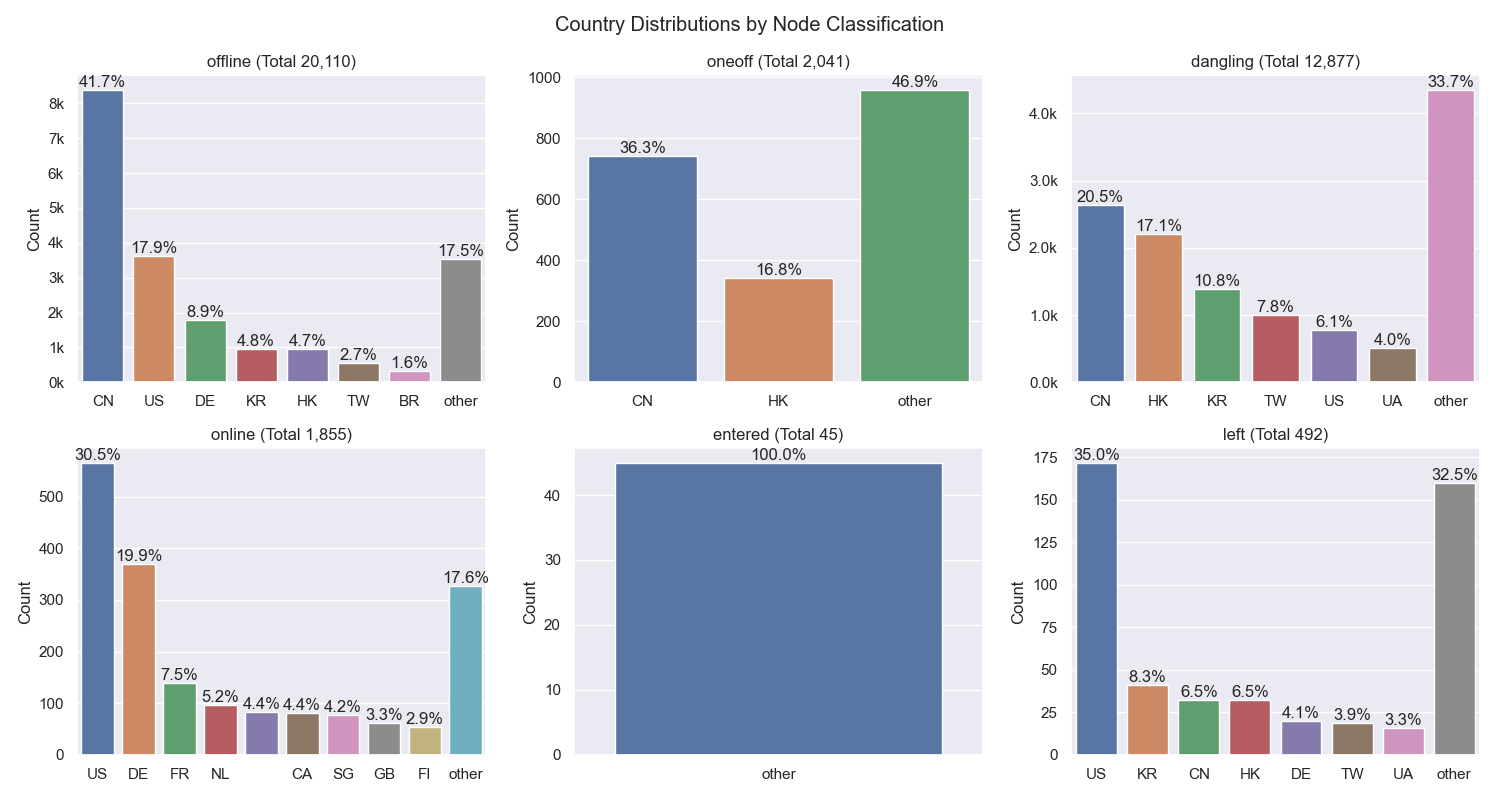 Country Distributions by Node Classification
offline (Total 20,110)
Count
8k
7k
6k
5k
4k
3k
2k
1k
0k
41.7%
17.9%
8.9%
4.8%
4.7%
2.7%
1.6%
17.5%
CN US DE KR HK TW BR other
oneoff (Total 2,041)
Count
1000
800
600
400
200
0
36.3%
16.8%
46.9%
CN HK other
dangling (Total 12,877)
Count
4.0k
3.0k
2.0k
1.0k
0.0k
20.5%
17.1%
10.8%
7.8%
6.1%
4.0%
33.7%
CN HK KR TW US UA other
online (Total 1,855)
Count
500
400
300
200
100
0
30.5%
19.9%
7.5%
5.2%
4.4%
4.4%
4.2%
3.3%
2.9%
17.6%
US DE FR NL CA SG GB FI other
entered (Total 45)
Count
40
30
20
10
0
100.0%
other
left (Total 492)
Count
175
150
125
100
75
50
25
0
35.0%
8.3%
6.5%
6.5%
4.1%
3.9%
3.3%
32.5%
US KR CN HK DE TW UA other